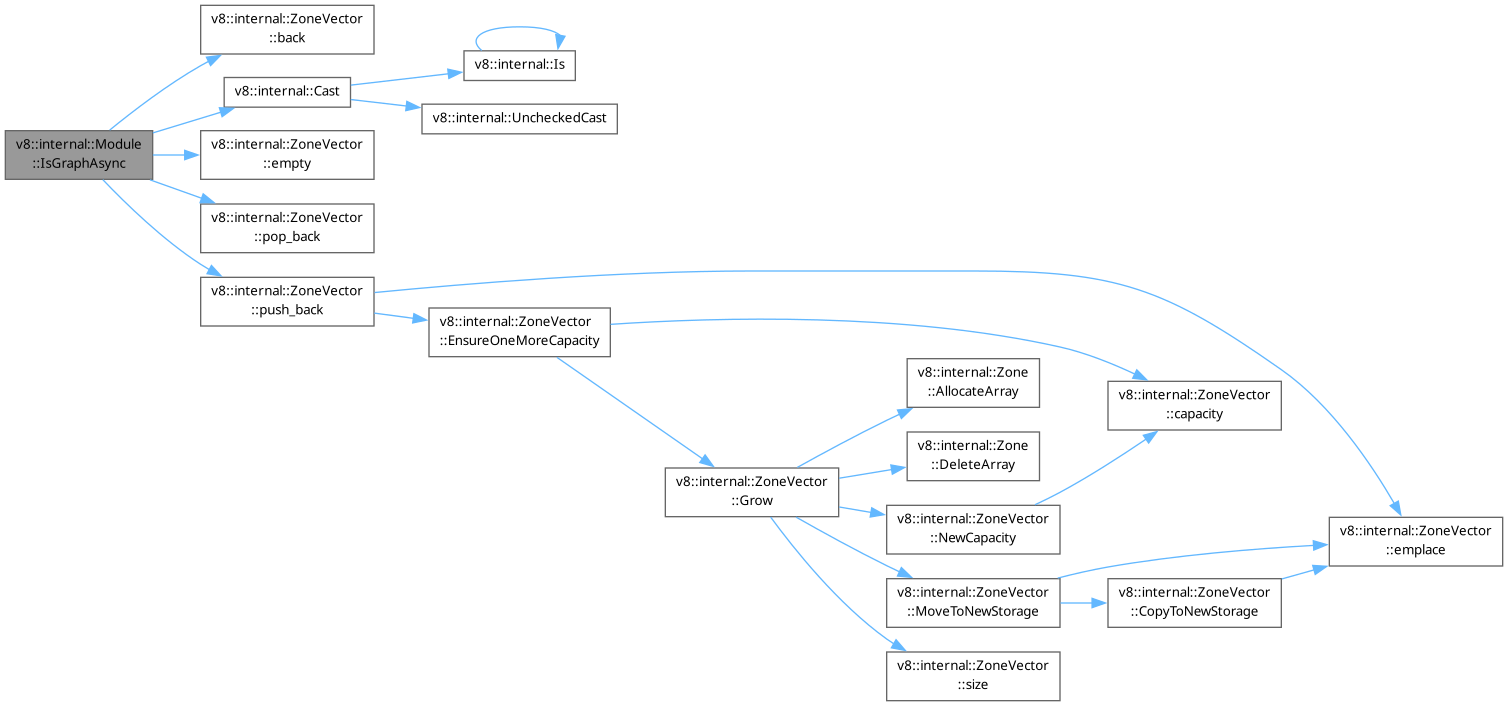 v8::internal::Module
::IsGraphAsync
v8::internal::ZoneVector
::back
v8::internal::Cast
v8::internal::Is
v8::internal::UncheckedCast
v8::internal::ZoneVector
::empty
v8::internal::ZoneVector
::pop_back
v8::internal::ZoneVector
::push_back
v8::internal::ZoneVector
::EnsureOneMoreCapacity
v8::internal::ZoneVector
::Grow
v8::internal::Zone
::AllocateArray
v8::internal::Zone
::DeleteArray
v8::internal::ZoneVector
::NewCapacity
v8::internal::ZoneVector
::MoveToNewStorage
v8::internal::ZoneVector
::size
v8::internal::ZoneVector
::capacity
v8::internal::ZoneVector
::CopyToNewStorage
v8::internal::ZoneVector
::emplace